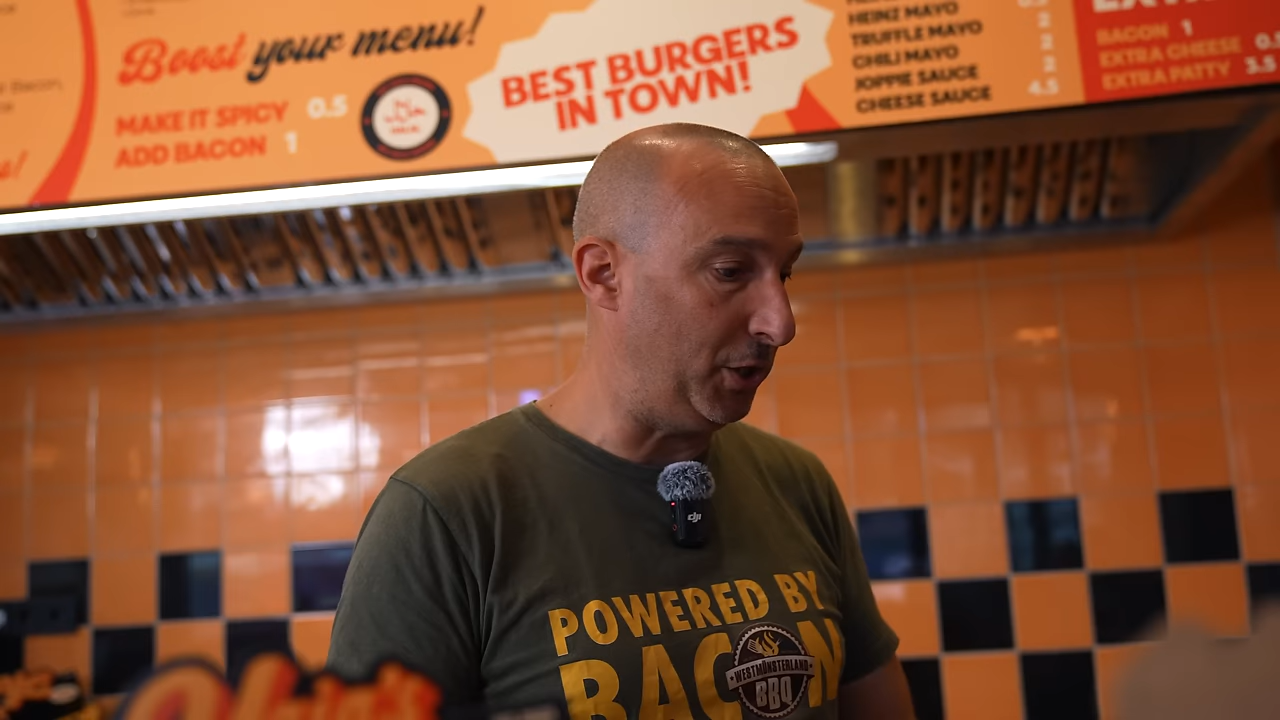 Boost your menu!
MAKE IT SPICY 0.5
ADD BACON 1
BEST BURGERS
IN TOWN!
HEINZ MAYO 2
TRUFFLE MAYO 2
CHILI MAYO 2
JOPPIE SAUCE
CHEESE SAUCE 4.5
BACON 1
EXTRA CHEESE
EXTRA PATTY 3.5
dji
POWERED BY
BACON
WESTMÜNSTERLAND
BBQ